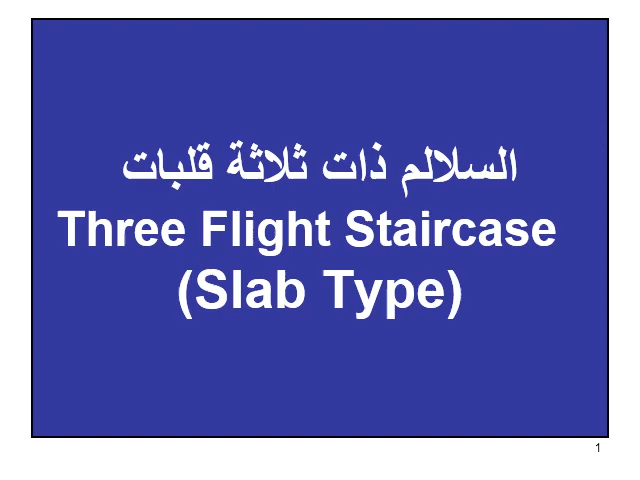 السلالم ذات ثلاثة قلبات
Three Flight Staircase
(Slab Type)
1